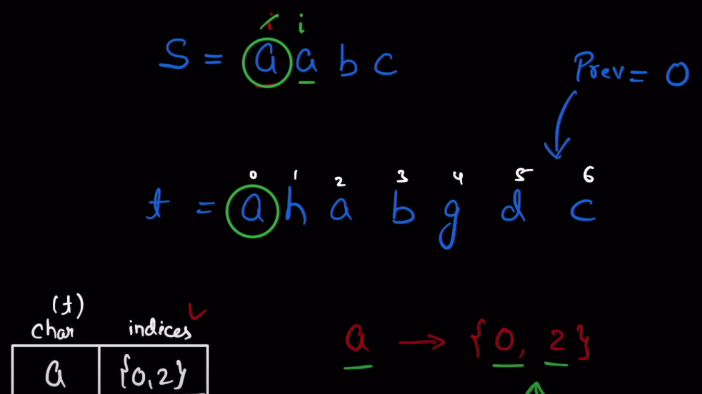 i i
S = a a b c
Prev = 0
0 1 2 3 4 5 6
t = a h a b g d c
(t)
char indices
a → {0, 2}
a {0,2}